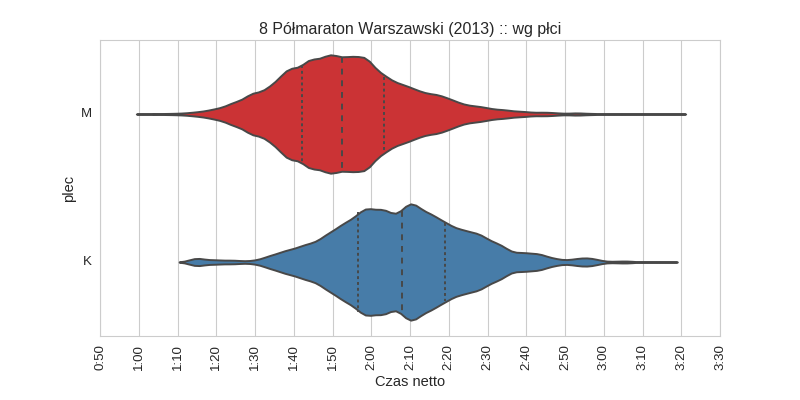 8 Półmaraton Warszawski (2013) :: wg płci
M
K
plec
0:50 1:00 1:10 1:20 1:30 1:40 1:50 2:00 2:10 2:20 2:30 2:40 2:50 3:00 3:10 3:20 3:30
Czas netto